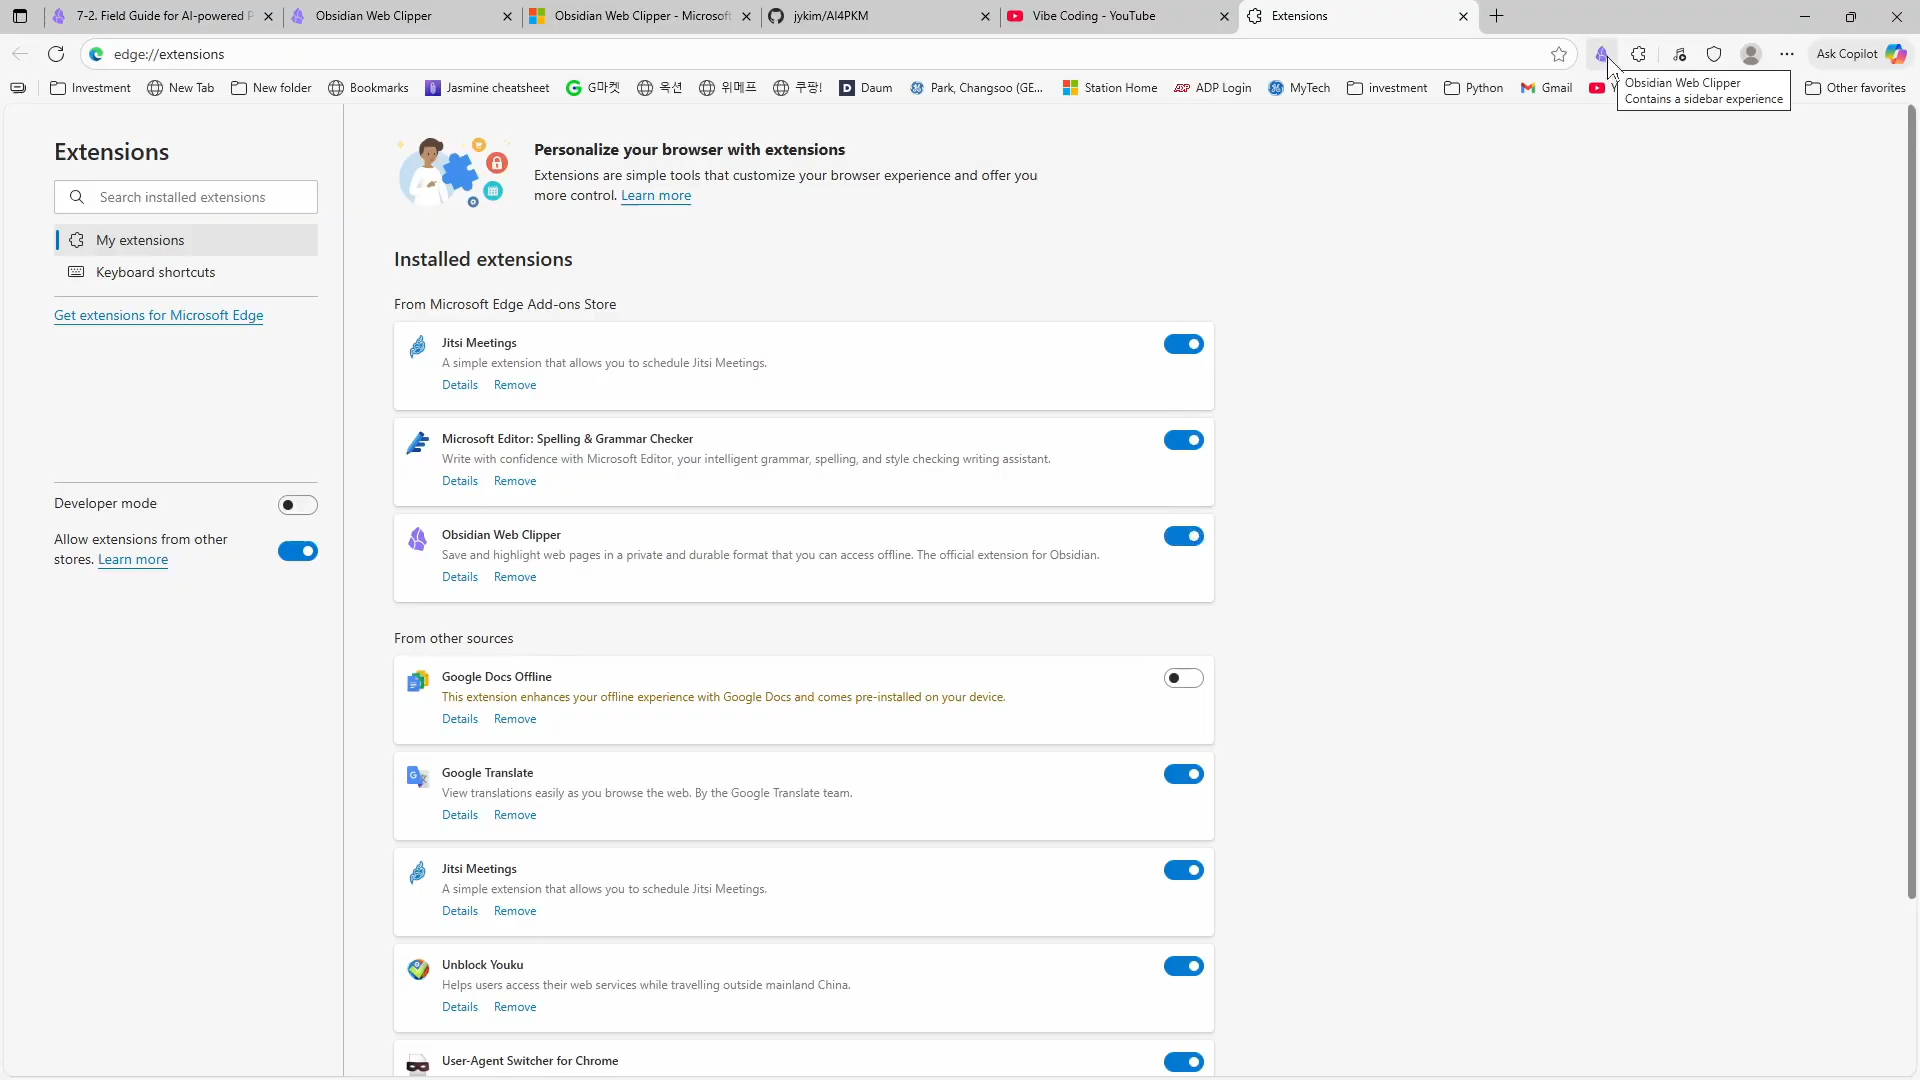 7-2. Field Guide for AI-powered P
Obsidian Web Clipper
Obsidian Web Clipper - Microsoft
jykim/AI4PKM
Vibe Coding - YouTube
Extensions
edge://extensions
Ask Copilot
Investment
New Tab
New folder
Bookmarks
Jasmine cheatsheet
G마켓
옥션
위메프
쿠팡!
Daum
Park, Changsoo (GE...
Station Home
ADP Login
MyTech
investment
Python
Gmail
Y
Other favorites
Obsidian Web Clipper
Contains a sidebar experience
Extensions
Search installed extensions
My extensions
Keyboard shortcuts
Get extensions for Microsoft Edge
Developer mode
Allow extensions from other
stores. Learn more
Personalize your browser with extensions
Extensions are simple tools that customize your browser experience and offer you
more control. Learn more
Installed extensions
From Microsoft Edge Add-ons Store
Jitsi Meetings
A simple extension that allows you to schedule Jitsi Meetings.
Details Remove
Microsoft Editor: Spelling & Grammar Checker
Write with confidence with Microsoft Editor, your intelligent grammar, spelling, and style checking writing assistant.
Details Remove
Obsidian Web Clipper
Save and highlight web pages in a private and durable format that you can access offline. The official extension for Obsidian.
Details Remove
From other sources
Google Docs Offline
This extension enhances your offline experience with Google Docs and comes pre-installed on your device.
Details Remove
Google Translate
View translations easily as you browse the web. By the Google Translate team.
Details Remove
Jitsi Meetings
A simple extension that allows you to schedule Jitsi Meetings.
Details Remove
Unblock Youku
Helps users access their web services while travelling outside mainland China.
Details Remove
User-Agent Switcher for Chrome